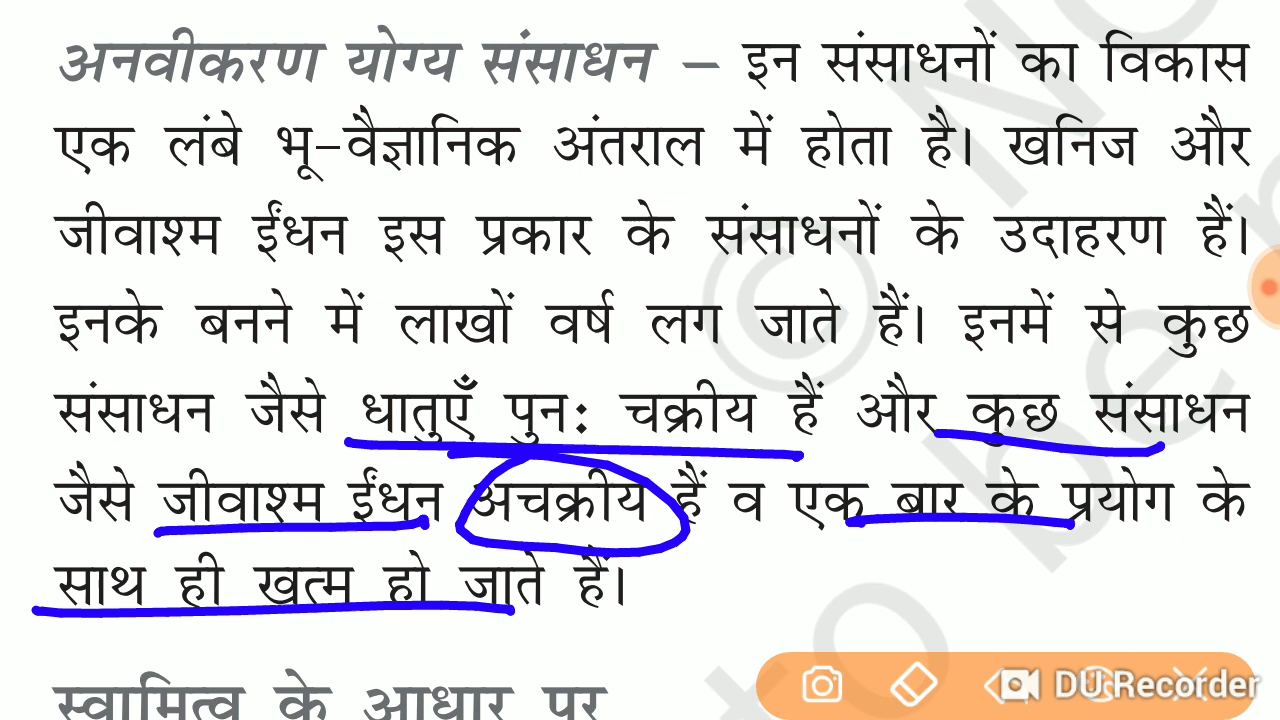 अनवीकरण योग्य संसाधन – इन संसाधनों का विकास
एक लंबे भू-वैज्ञानिक अंतराल में होता है। खनिज और
जीवाश्म ईंधन इस प्रकार के संसाधनों के उदाहरण हैं।
इनके बनने में लाखों वर्ष लग जाते हैं। इनमें से कुछ
संसाधन जैसे धातुएँ पुन: चक्रीय हैं और कुछ संसाधन
जैसे जीवाश्म ईंधन अचक्रीय हैं व एक बार के प्रयोग के
साथ ही खत्म हो जाते हैं।
स्वामित्व के आधार पर
DU Recorder